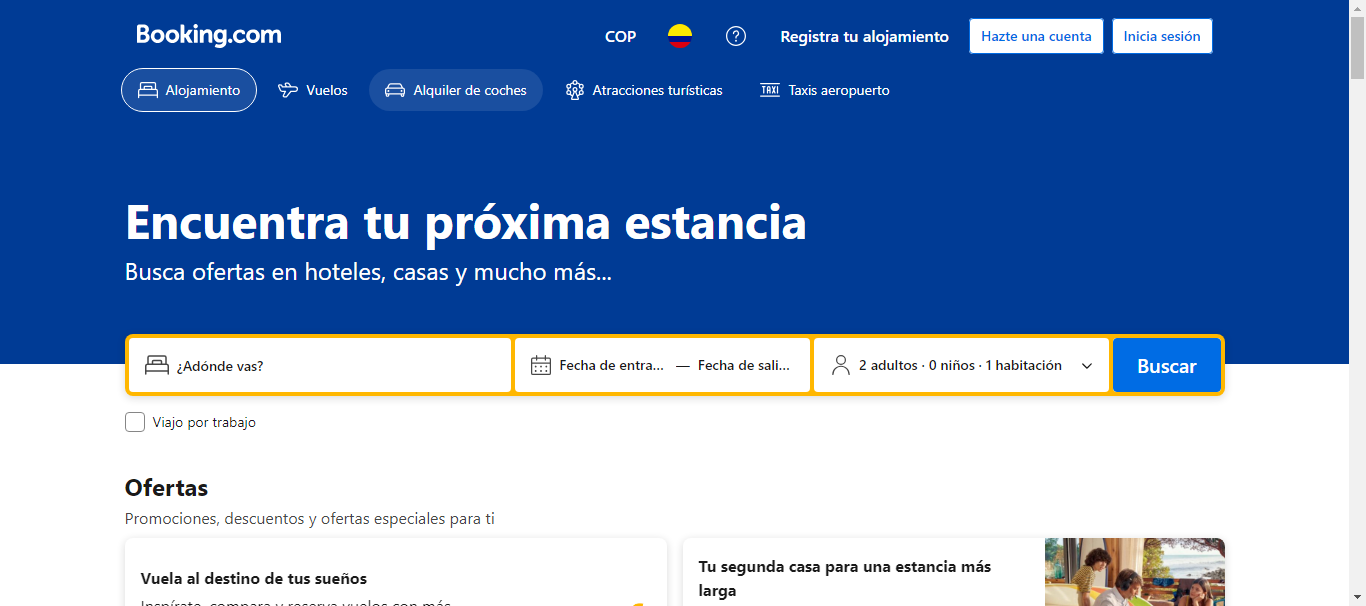 Booking.com
COP
Registra tu alojamiento
Hazte una cuenta
Inicia sesión
Alojamiento
Vuelos
Alquiler de coches
Atracciones turísticas
TAXI
Taxis aeropuerto
Encuentra tu próxima estancia
Busca ofertas en hoteles, casas y mucho más...
¿Adónde vas?
Fecha de entra... — Fecha de sali...
2 adultos · 0 niños · 1 habitación
Buscar
Viajo por trabajo
Ofertas
Promociones, descuentos y ofertas especiales para ti
Vuela al destino de tus sueños
Inspírate, compara y reserva vuelos con más
Tu segunda casa para una estancia más
larga